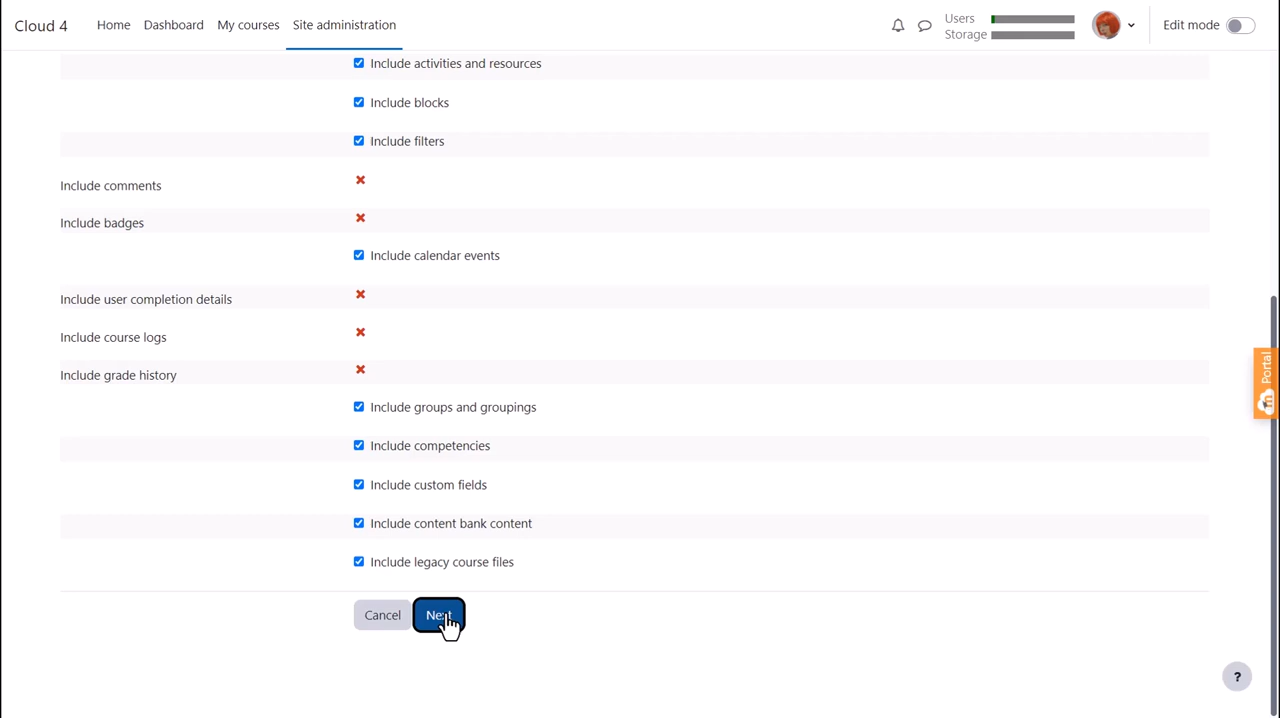 Cloud 4
Home
Dashboard
My courses
Site administration
Users
Storage
Edit mode
Include activities and resources
Include blocks
Include filters
Include comments
Include badges
Include calendar events
Include user completion details
Include course logs
Include grade history
Include groups and groupings
Include competencies
Include custom fields
Include content bank content
Include legacy course files
Cancel
Next
Portal
?